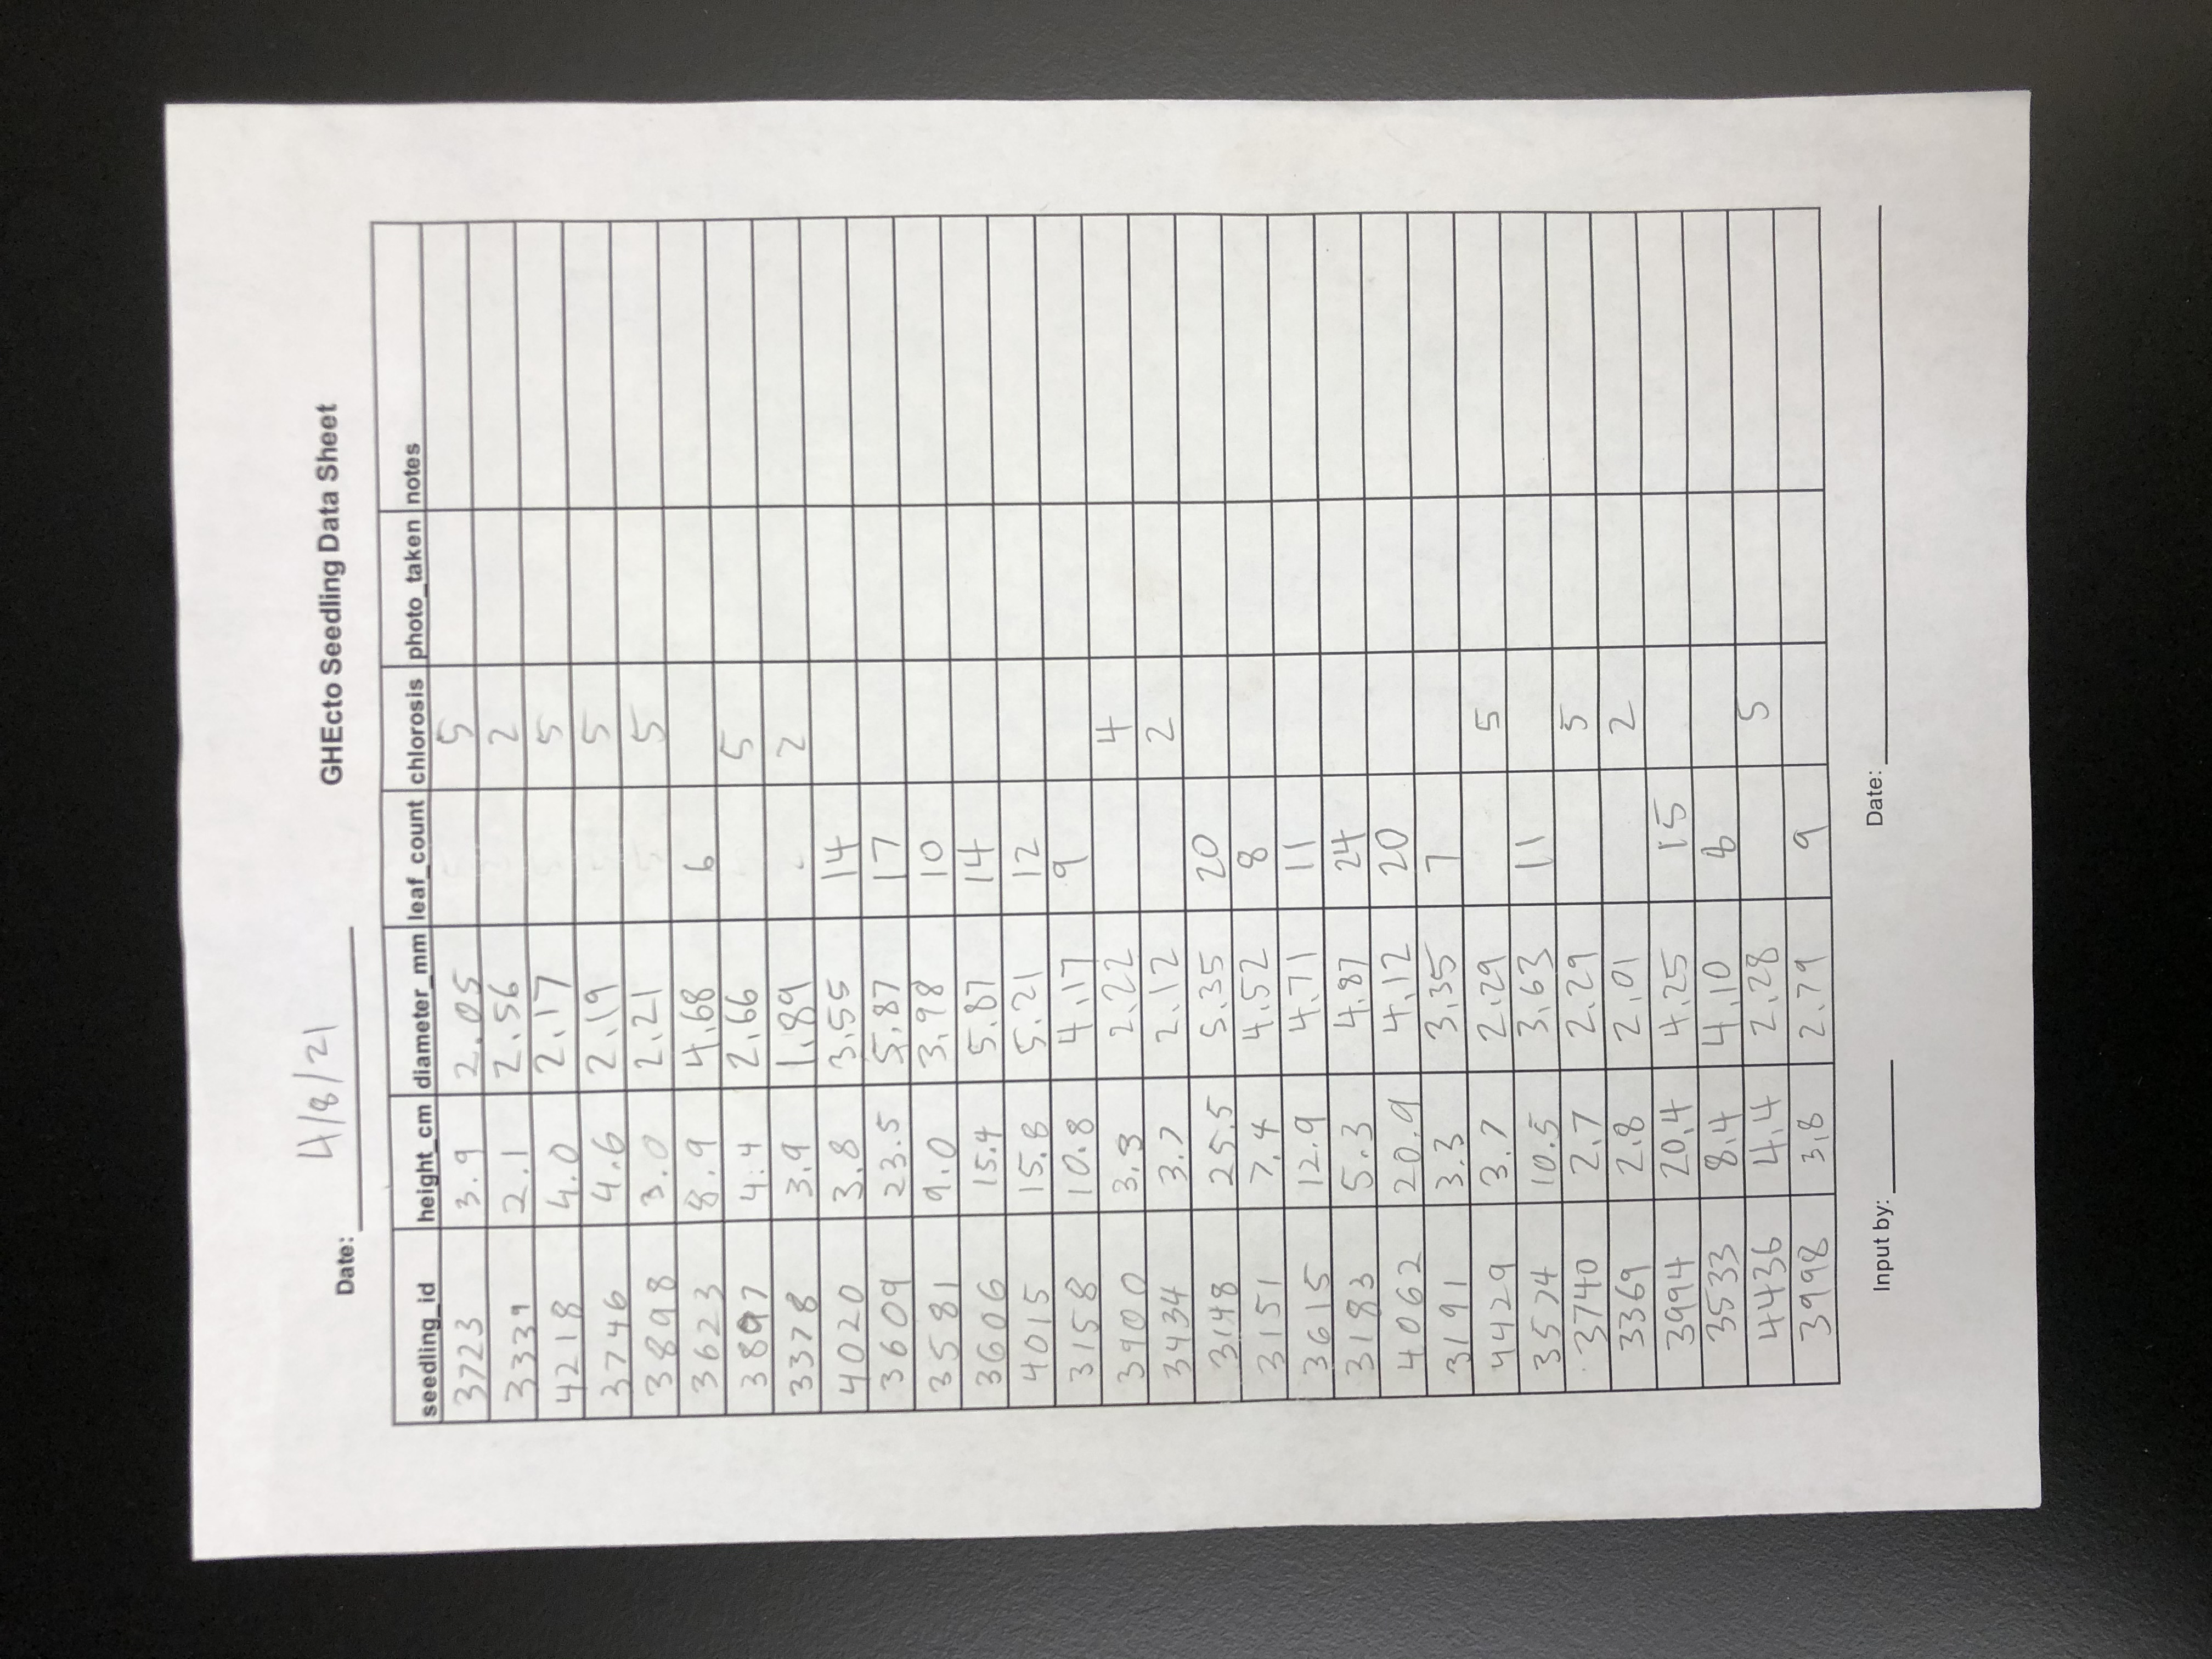 Date: 4/8/21 GHEcto Seedling Data Sheet
seedling_id height_cm diameter_mm leaf_count chlorosis photo_taken notes
3723 3.9 2.05 5
3339 2.1 2.56 2
4218 4.0 2.17 5
3746 4.6 2.19 5
3898 3.0 2.21 5
3623 8.9 4.68 6
3897 4.4 2.66 5
3378 3.9 1.89 2
4020 3.8 3.55 14
3609 23.5 5.87 17
3581 9.0 3.98 10
3606 15.4 5.87 14
4015 15.8 5.21 12
3158 10.8 4.17 9
3900 3.3 2.22 4
3434 3.7 2.12 2
3148 25.5 5.35 20
3151 7.4 4.52 8
3615 12.9 4.71 11
3183 5.3 4.87 24
4062 20.9 4.12 20
3191 3.3 3.35 7
4429 3.7 2.29 5
3574 10.5 3.63 11
3740 2.7 2.29 5
3369 2.8 2.01 2
3994 20.4 4.25 15
3533 8.4 4.10
4436 4.4 2.28 5
3998 3.8 2.79 9
Input by: Date: